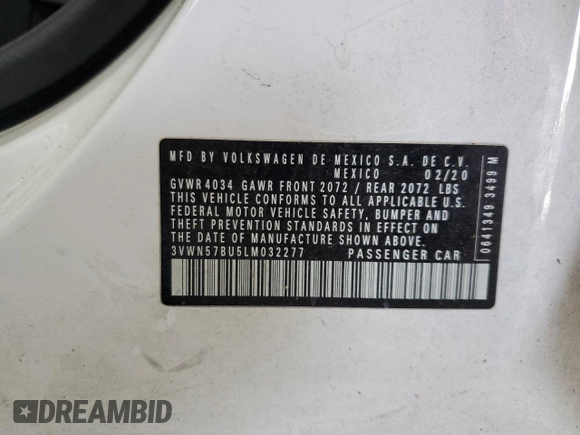 MFD BY VOLKSWAGEN DE MEXICO S.A. DE C.V.
MEXICO 02/20
GVWR 4034 GAWR FRONT 2072 / REAR 2072 LBS
THIS VEHICLE CONFORMS TO ALL APPLICABLE U.S.
FEDERAL MOTOR VEHICLE SAFETY, BUMPER AND
THEFT PREVENTION STANDARDS IN EFFECT ON THE
DATE OF MANUFACTURE SHOWN ABOVE.
3VWN57BU5LM032277 PASSENGER CAR
0641349 3499 M
DREAMBID